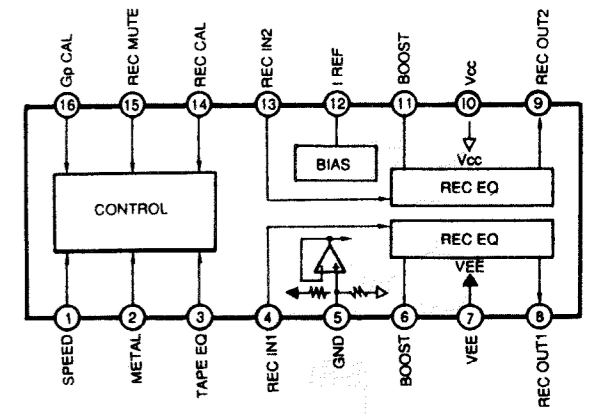 Gp CAL
REC MUTE
REC CAL
REC IN2
I REF
BOOST
Vcc
REC OUT2
16
15
14
13
12
11
10
9
BIAS
Vcc
REC EQ
CONTROL
REC EQ
VEE
1
2
3
4
5
6
7
8
SPEED
METAL
TAPE EQ
REC IN1
GND
BOOST
VEE
REC OUT1